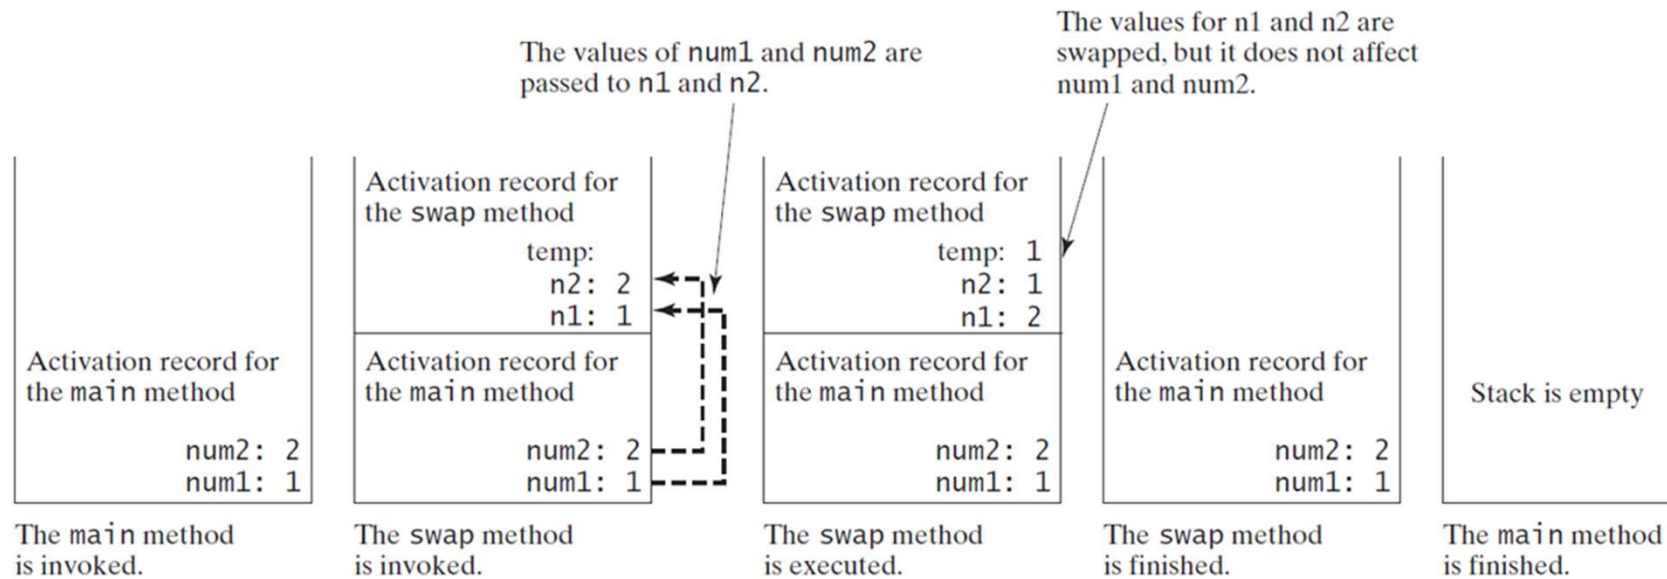 The values of num1 and num2 are
passed to n1 and n2.
The values for n1 and n2 are
swapped, but it does not affect
num1 and num2.
Activation record for
the main method
num2: 2
num1: 1
The main method
is invoked.
Activation record for
the swap method
temp:
n2: 2
n1: 1
Activation record for
the main method
num2: 2
num1: 1
The swap method
is invoked.
Activation record for
the swap method
temp: 1
n2: 1
n1: 2
Activation record for
the main method
num2: 2
num1: 1
The swap method
is executed.
Activation record for
the main method
num2: 2
num1: 1
The swap method
is finished.
Stack is empty
The main method
is finished.